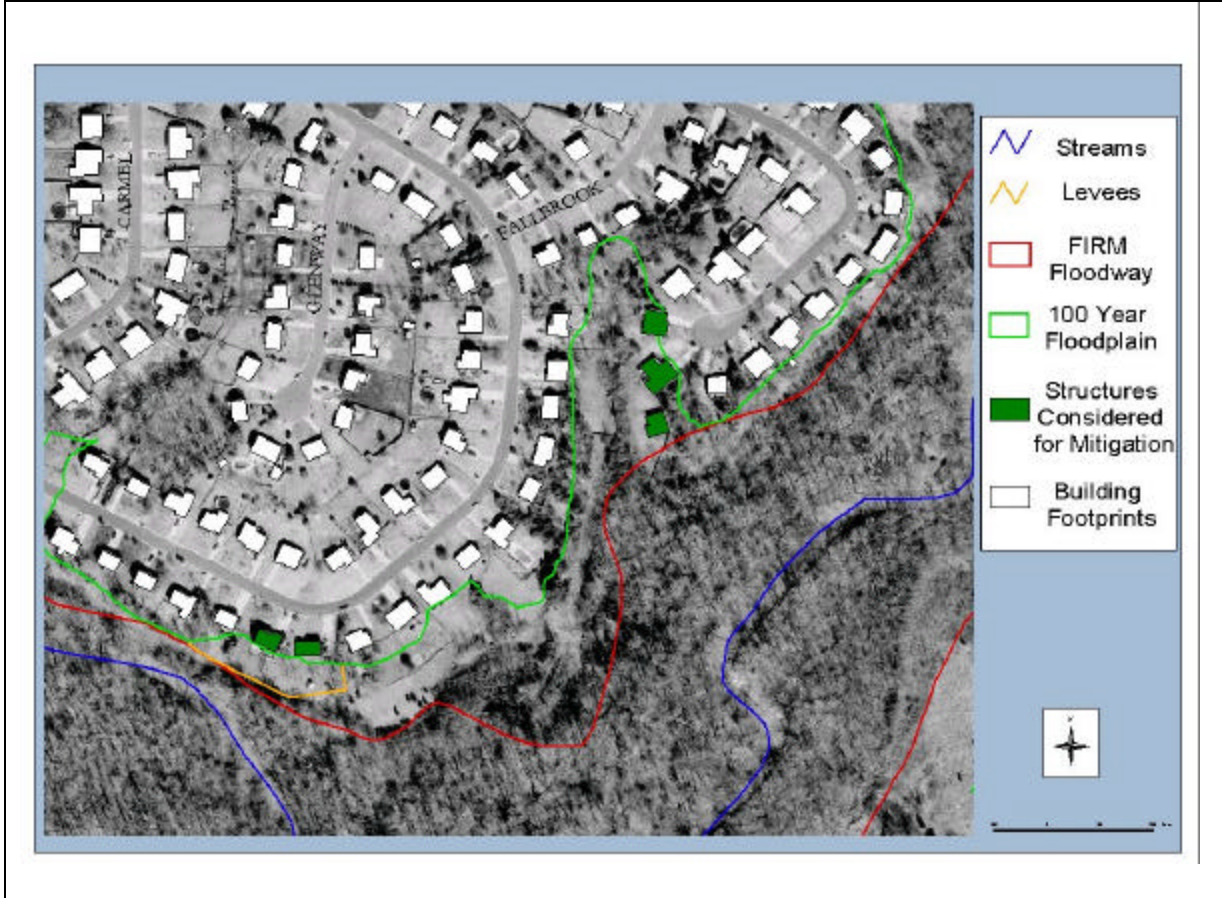 CARMEL
GLENWAY
FALLBROOK
Streams
Levees
FIRM
Floodway
100 Year
Floodplain
Structures
Considered
for Mitigation
Building
Footprints